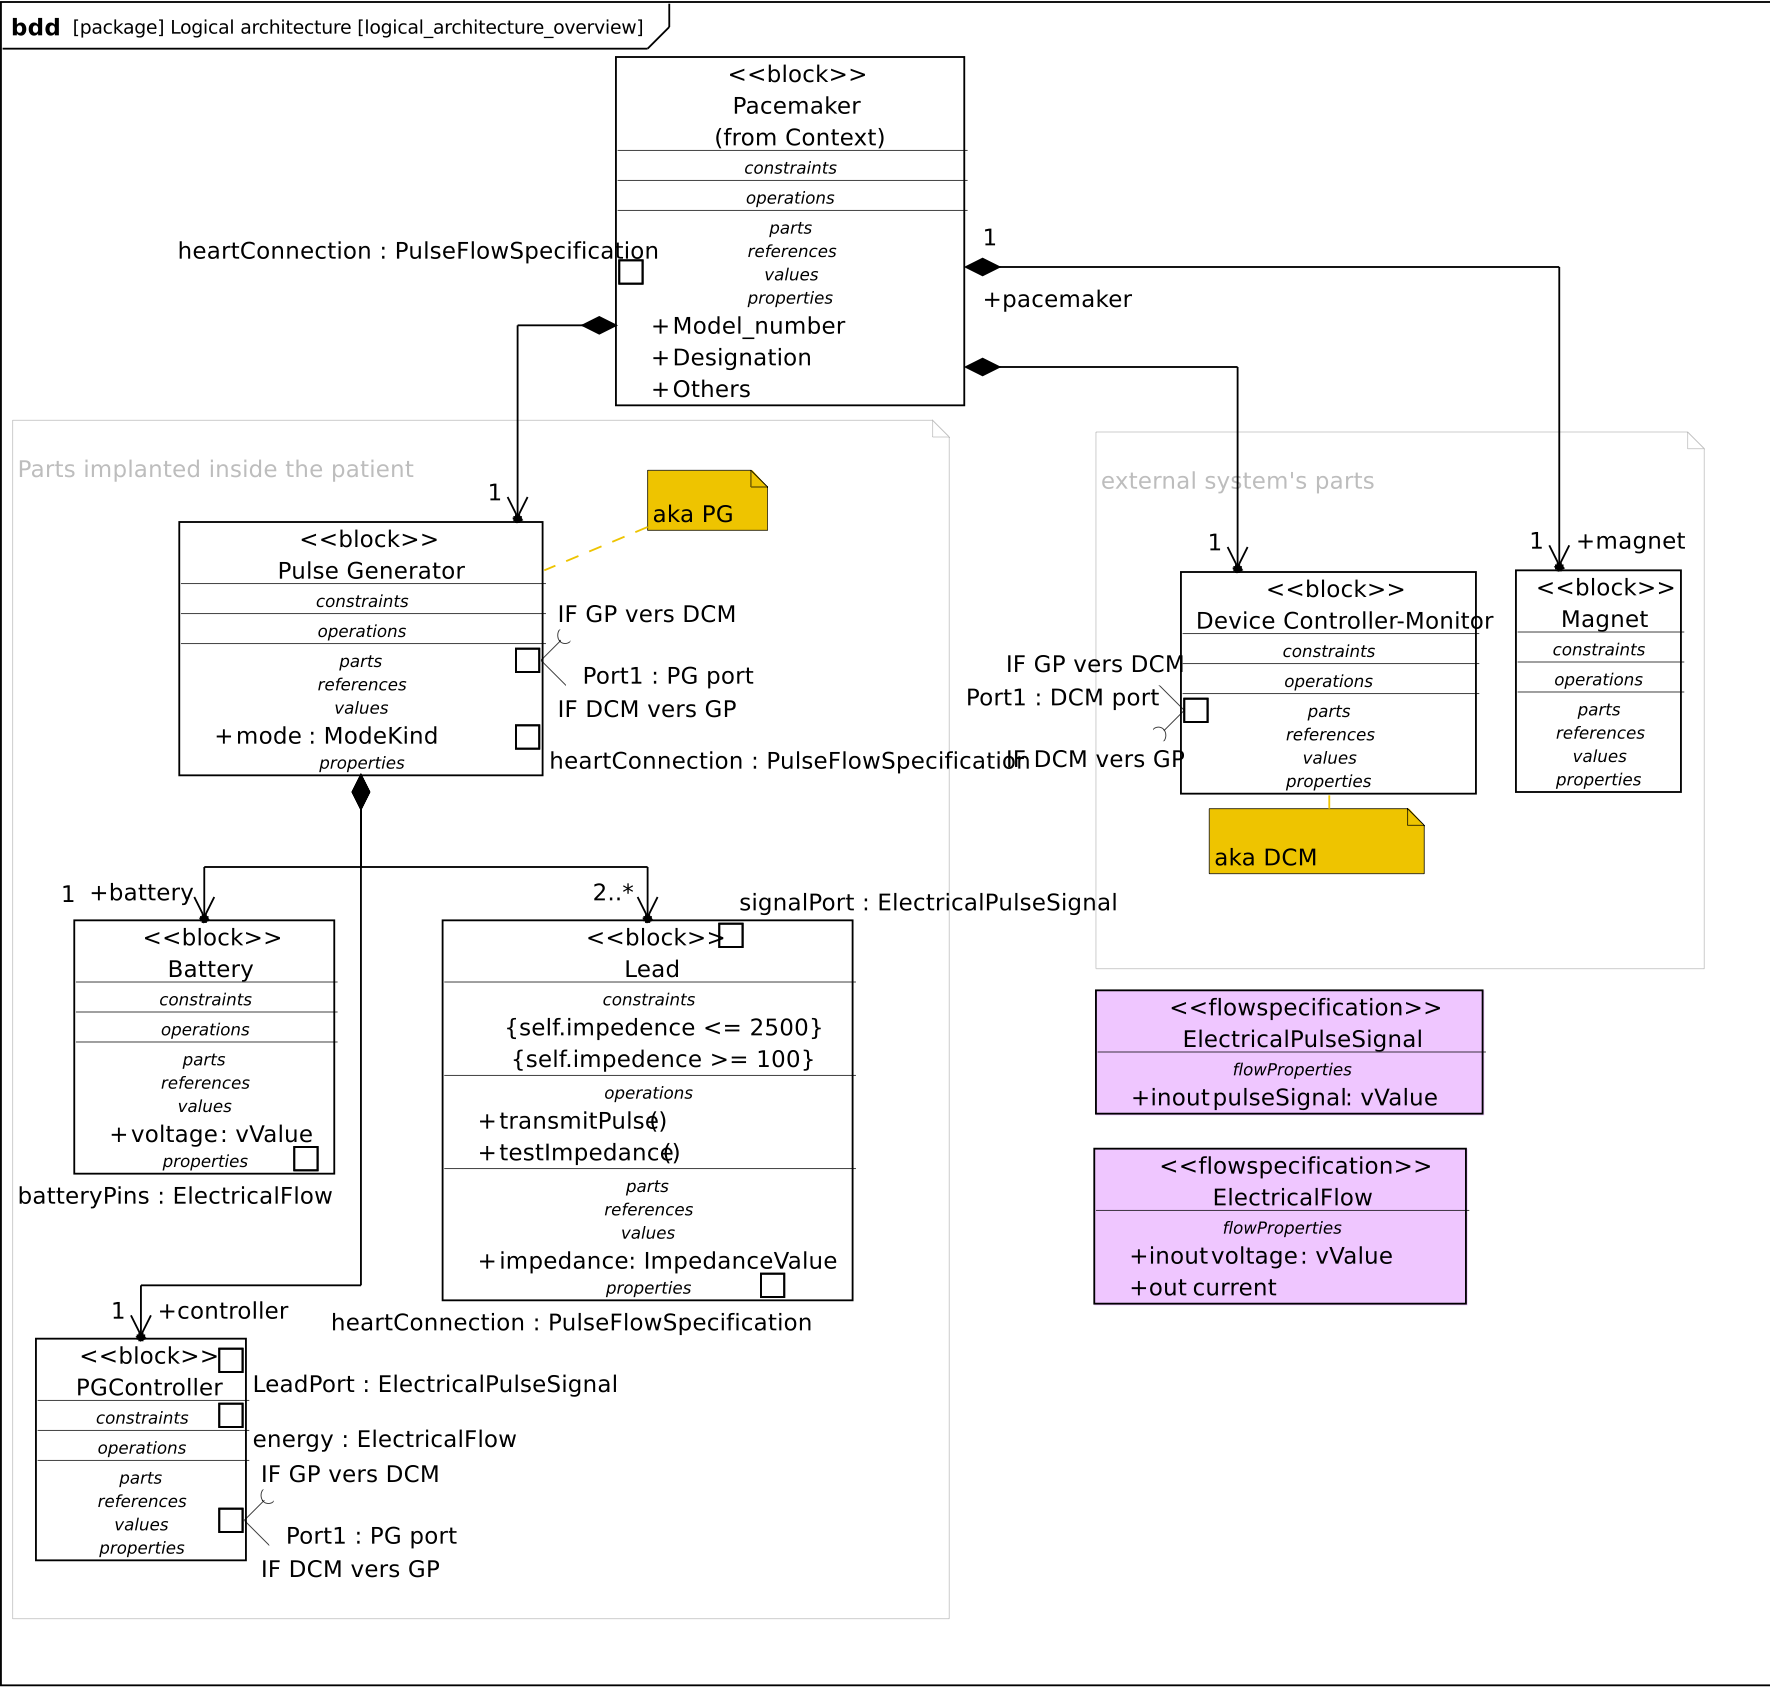 bdd [package] Logical architecture [logical_architecture_overview]
<<block>>
Pacemaker
(from Context)
constraints
operations
parts
references
values
properties
+Model_number
+Designation
+Others
heartConnection : PulseFlowSpecification
1
+pacemaker
Parts implanted inside the patient
1
aka PG
<<block>>
Pulse Generator
constraints
operations
parts
references
values
+mode : ModeKind
properties
IF GP vers DCM
Port1 : PG port
IF DCM vers GP
heartConnection : PulseFlowSpecification
external system's parts
1
1 +magnet
<<block>>
Device Controller-Monitor
constraints
operations
parts
references
values
properties
IF GP vers DCM
Port1 : DCM port
IF DCM vers GP
<<block>>
Magnet
constraints
operations
parts
references
values
properties
aka DCM
1 +battery
<<block>>
Battery
constraints
operations
parts
references
values
+voltage: vValue
properties
batteryPins : ElectricalFlow
2..*
signalPort : ElectricalPulseSignal
<<block>>
Lead
constraints
{self.impedence <= 2500}
{self.impedence >= 100}
operations
+transmitPulse()
+testImpedance()
parts
references
values
+impedance: ImpedanceValue
properties
heartConnection : PulseFlowSpecification
<<flowspecification>>
ElectricalPulseSignal
flowProperties
+inout pulseSignal: vValue
<<flowspecification>>
ElectricalFlow
flowProperties
+inout voltage: vValue
+out current
1 +controller
<<block>>
PGController
constraints
operations
parts
references
values
properties
LeadPort : ElectricalPulseSignal
energy : ElectricalFlow
IF GP vers DCM
Port1 : PG port
IF DCM vers GP